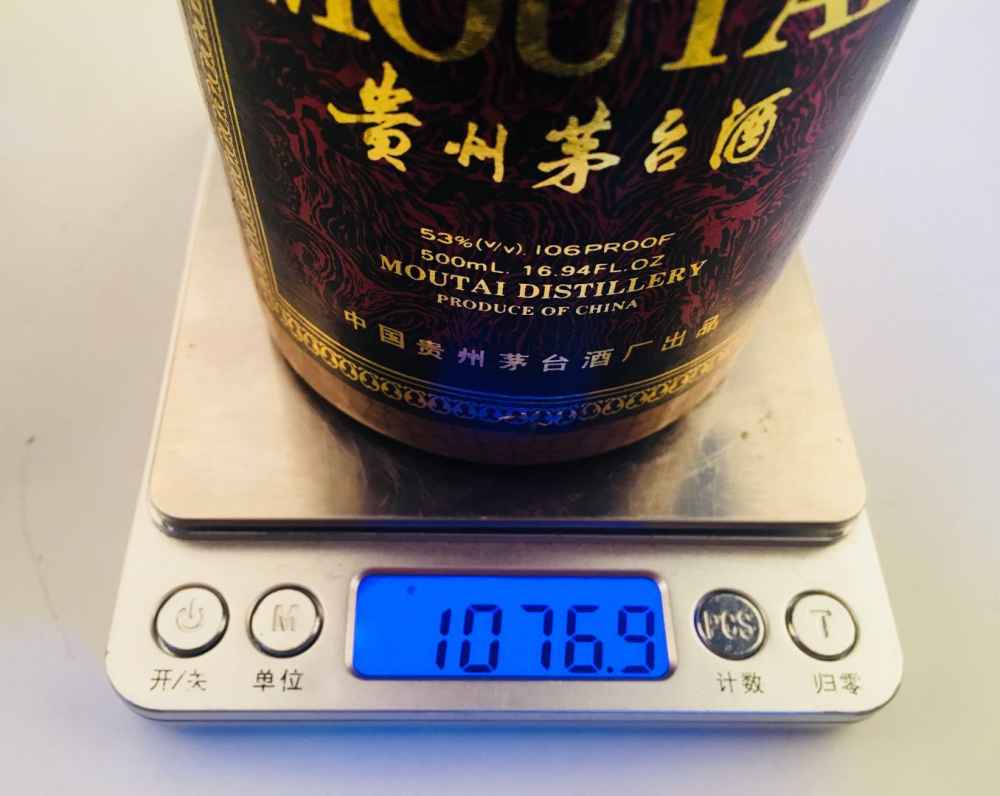 MOUTAI
贵州茅台酒
53%(v/v). 106PROOF
500mL. 16.94FL.OZ
MOUTAI DISTILLERY
PRODUCE OF CHINA
中国贵州茅台酒厂出品
1076.9
M PCS T
开/关 单位 计数 归零